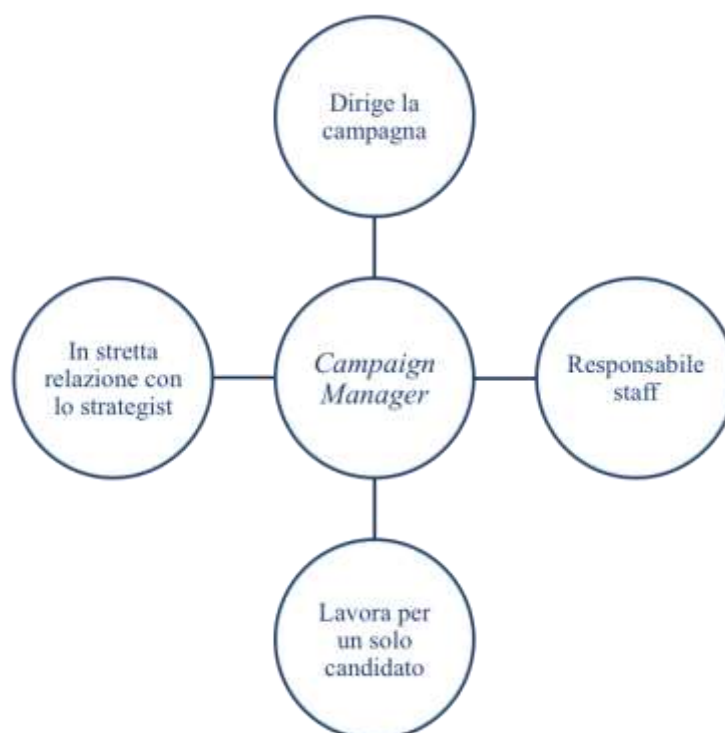 Dirige la
campagna
In stretta
relazione con
lo strategist
Campaign
Manager
Responsabile
staff
Lavora per
un solo
candidato